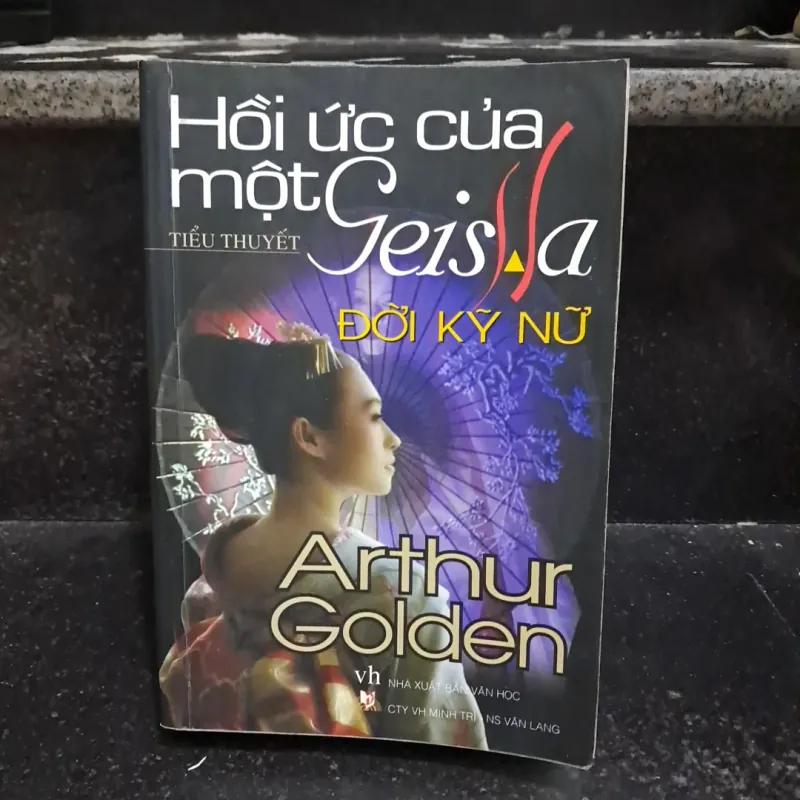 Hồi ức của
một Geisha
TIỂU THUYẾT
ĐỜI KỸ NỮ
Arthur
Golden
vh NHÀ XUẤT BẢN VĂN HỌC
CTY VH MINH TRÍ - NS VĂN LANG